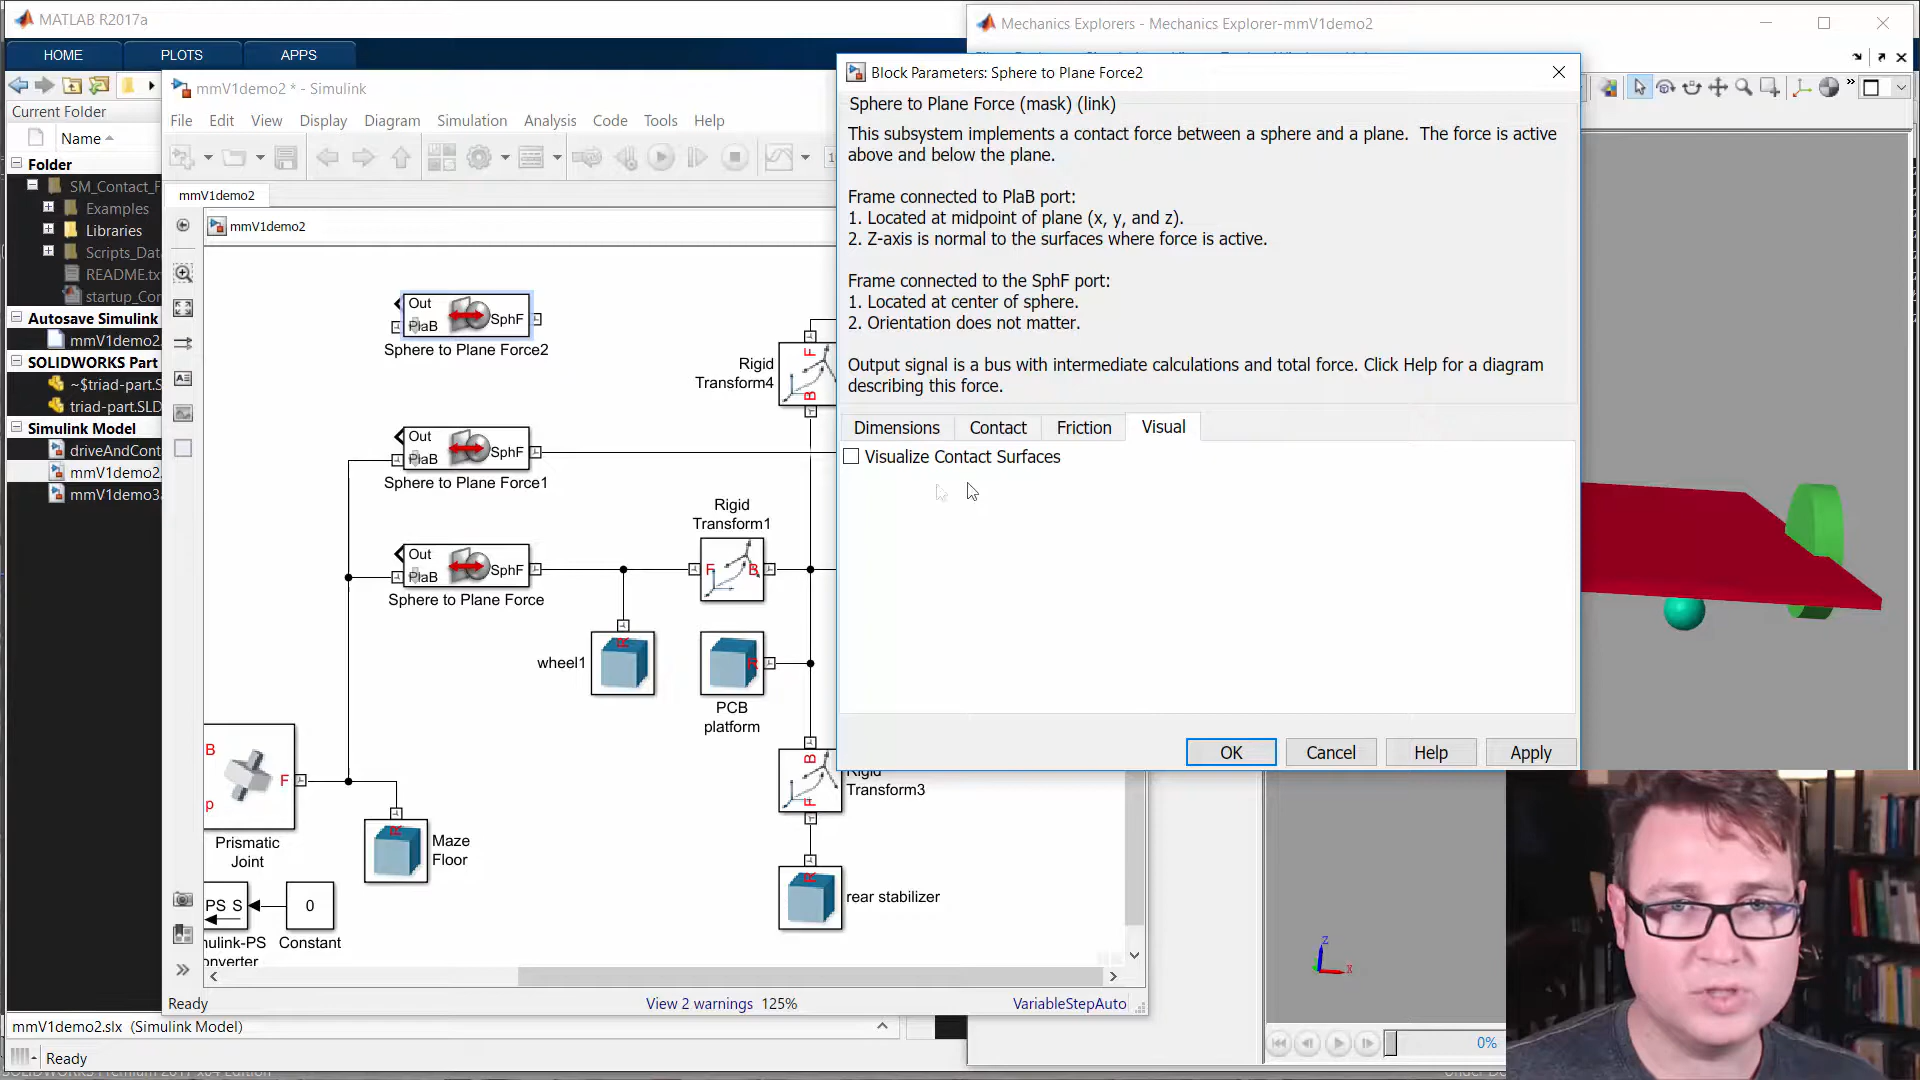 MATLAB R2017a
HOME
PLOTS
APPS
Current Folder
Name
Folder
SM_Contact_F
Examples
Libraries
Scripts_Dat
README.tx
startup_Cor
Autosave Simulink
mmV1demo2.
SOLIDWORKS Part
~$triad-part.S
triad-part.SLD
Simulink Model
driveAndCont
mmV1demo2.
mmV1demo3.
mmV1demo2.slx (Simulink Model)
Ready
mmV1demo2 * - Simulink
File Edit View Display Diagram Simulation Analysis Code Tools Help
mmV1demo2
mmV1demo2
Out
PlaB
SphF
Sphere to Plane Force2
Rigid
Transform4
F
B
Out
PlaB
SphF
Sphere to Plane Force1
Rigid
Transform1
F
B
Out
PlaB
SphF
Sphere to Plane Force
wheel1
R
R
PCB
platform
B
F
p
Prismatic
Joint
R
Maze
Floor
B
F
Rigid
Transform3
R
rear stabilizer
PS S
0
nulink-PS
onverter
Constant
Ready
View 2 warnings
125%
VariableStepAuto
Mechanics Explorers - Mechanics Explorer-mmV1demo2
Block Parameters: Sphere to Plane Force2
Sphere to Plane Force (mask) (link)
This subsystem implements a contact force between a sphere and a plane. The force is active
above and below the plane.
Frame connected to PlaB port:
1. Located at midpoint of plane (x, y, and z).
2. Z-axis is normal to the surfaces where force is active.
Frame connected to the SphF port:
1. Located at center of sphere.
2. Orientation does not matter.
Output signal is a bus with intermediate calculations and total force. Click Help for a diagram
describing this force.
Dimensions
Contact
Friction
Visual
Visualize Contact Surfaces
OK
Cancel
Help
Apply
Z
X
0%